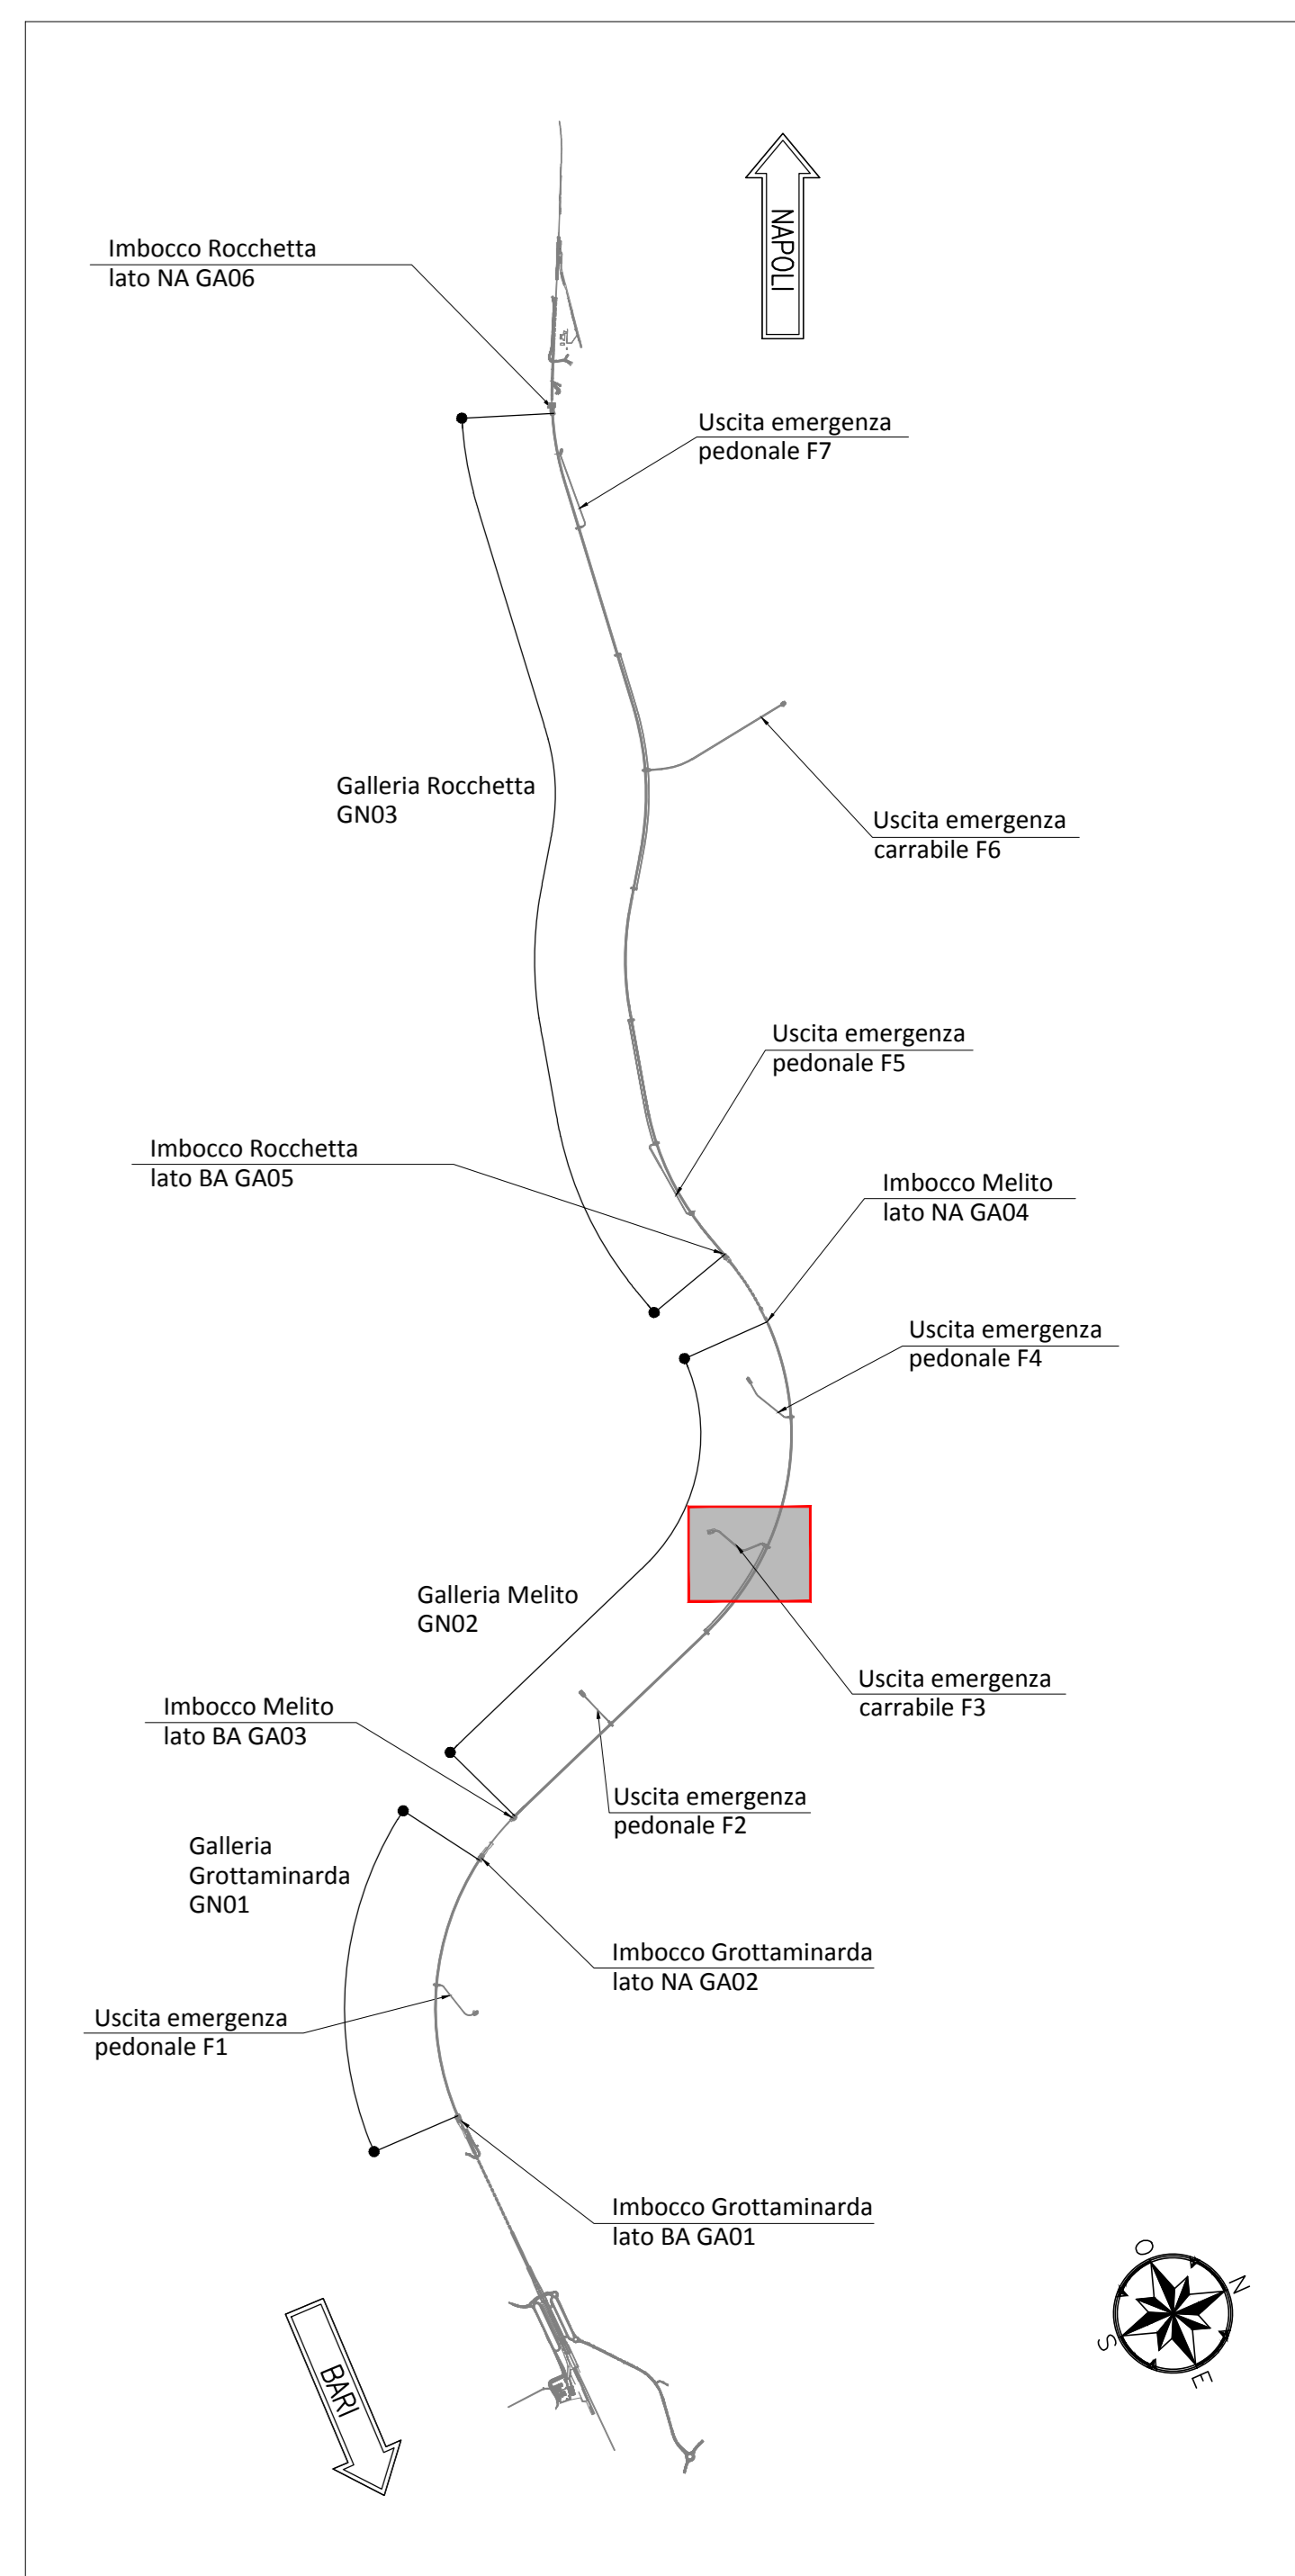 NAPOLI
Imbocco Rocchetta
lato NA GA06
Uscita emergenza
pedonale F7
Galleria Rocchetta
GN03
Uscita emergenza
carrabile F6
Uscita emergenza
pedonale F5
Imbocco Rocchetta
lato BA GA05
Imbocco Melito
lato NA GA04
Uscita emergenza
pedonale F4
Galleria Melito
GN02
Uscita emergenza
carrabile F3
Imbocco Melito
lato BA GA03
Uscita emergenza
pedonale F2
Galleria
Grottaminarda
GN01
Imbocco Grottaminarda
lato NA GA02
Uscita emergenza
pedonale F1
Imbocco Grottaminarda
lato BA GA01
O
N
S
E
BARI